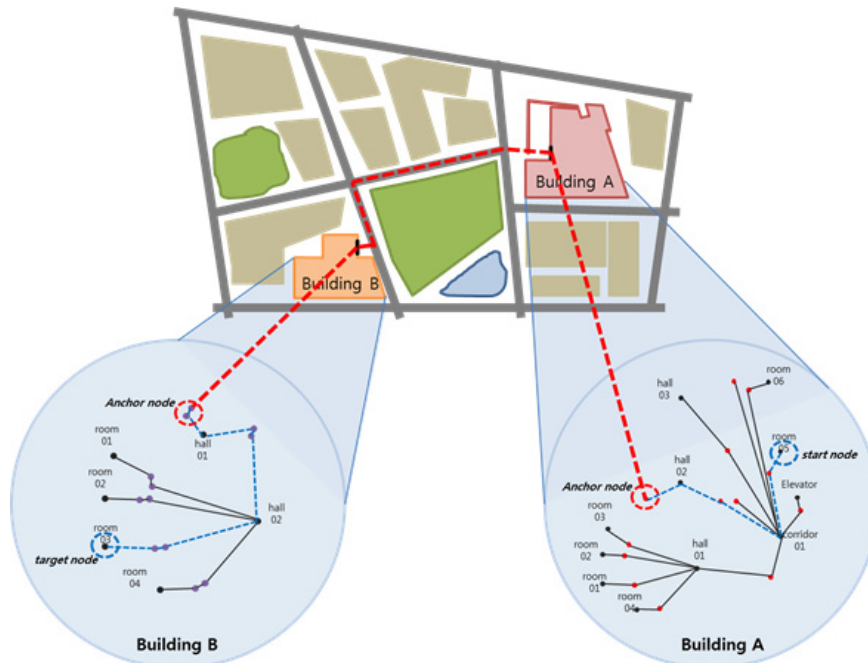 Building A
Building B
Anchor node
room
01
hall
01
room
02
hall
02
room
03
target node
room
04
Building B
room
06
hall
03
room
05
start node
hall
02
Elevator
Anchor node
room
03
corridor
01
hall
01
room
02
room
01
room
04
Building A